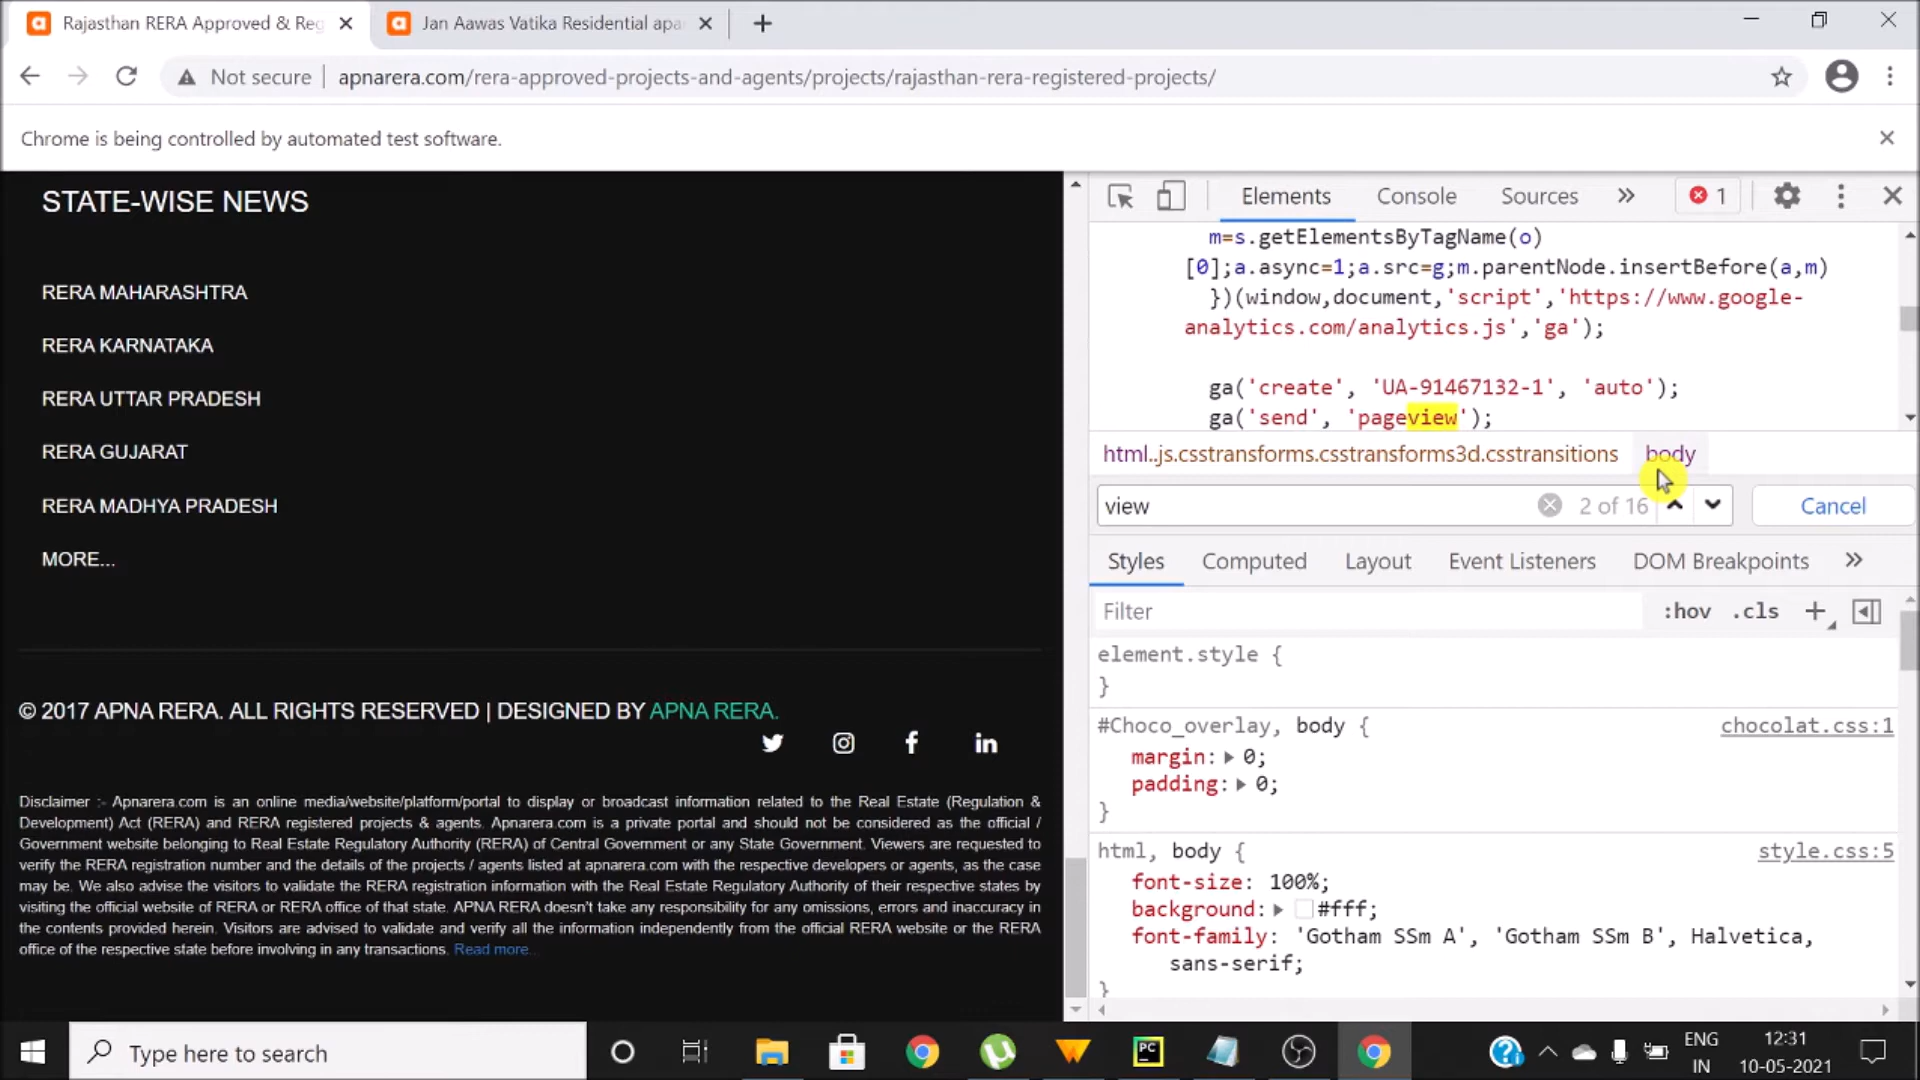 Rajasthan RERA Approved & Reg
Jan Aawas Vatika Residential apa
Not secure
apnarera.com/rera-approved-projects-and-agents/projects/rajasthan-rera-registered-projects/
Chrome is being controlled by automated test software.
STATE-WISE NEWS
RERA MAHARASHTRA
RERA KARNATAKA
RERA UTTAR PRADESH
RERA GUJARAT
RERA MADHYA PRADESH
MORE...
© 2017 APNA RERA. ALL RIGHTS RESERVED | DESIGNED BY APNA RERA.
Disclaimer :- Apnarera.com is an online media/website/platform/portal to display or broadcast information related to the Real Estate (Regulation &
Development) Act (RERA) and RERA registered projects & agents. Apnarera.com is a private portal and should not be considered as the official /
Government website belonging to Real Estate Regulatory Authority (RERA) of Central Government or any State Government. Viewers are requested to
verify the RERA registration number and the details of the projects / agents listed at apnarera.com with the respective developers or agents, as the case
may be. We also advise the visitors to validate the RERA registration information with the Real Estate Regulatory Authority of their respective states by
visiting the official website of RERA or RERA office of that state. APNA RERA doesn't take any responsibility for any omissions, errors and inaccuracy in
the contents provided herein. Visitors are advised to validate and verify all the information independently from the official RERA website or the RERA
office of the respective state before involving in any transactions. Read more..
Elements Console Sources » 1
m=s.getElementsByTagName(o)
[0];a.async=1;a.src=g;m.parentNode.insertBefore(a,m)
})(window,document,'script','https://www.google-
analytics.com/analytics.js','ga');
ga('create', 'UA-91467132-1', 'auto');
ga('send', 'pageview');
html..js.csstransforms.csstransforms3d.csstransitions body
view 2 of 16 Cancel
Styles Computed Layout Event Listeners DOM Breakpoints »
Filter :hov .cls +
element.style {
}
#Choco_overlay, body { chocolat.css:1
margin: 0;
padding: 0;
}
html, body { style.css:5
font-size: 100%;
background: #fff;
font-family: 'Gotham SSm A', 'Gotham SSm B', Halvetica,
sans-serif;
}
Type here to search
PC
ENG
IN
12:31
10-05-2021